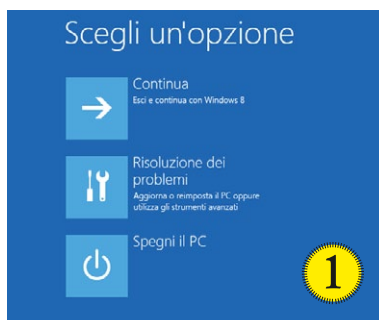 Scegli un'opzione
Continua
Esci e continua con Windows 8
Risoluzione dei
problemi
Aggiorna o reimposta il PC oppure
utilizza gli strumenti avanzati
Spegni il PC
1